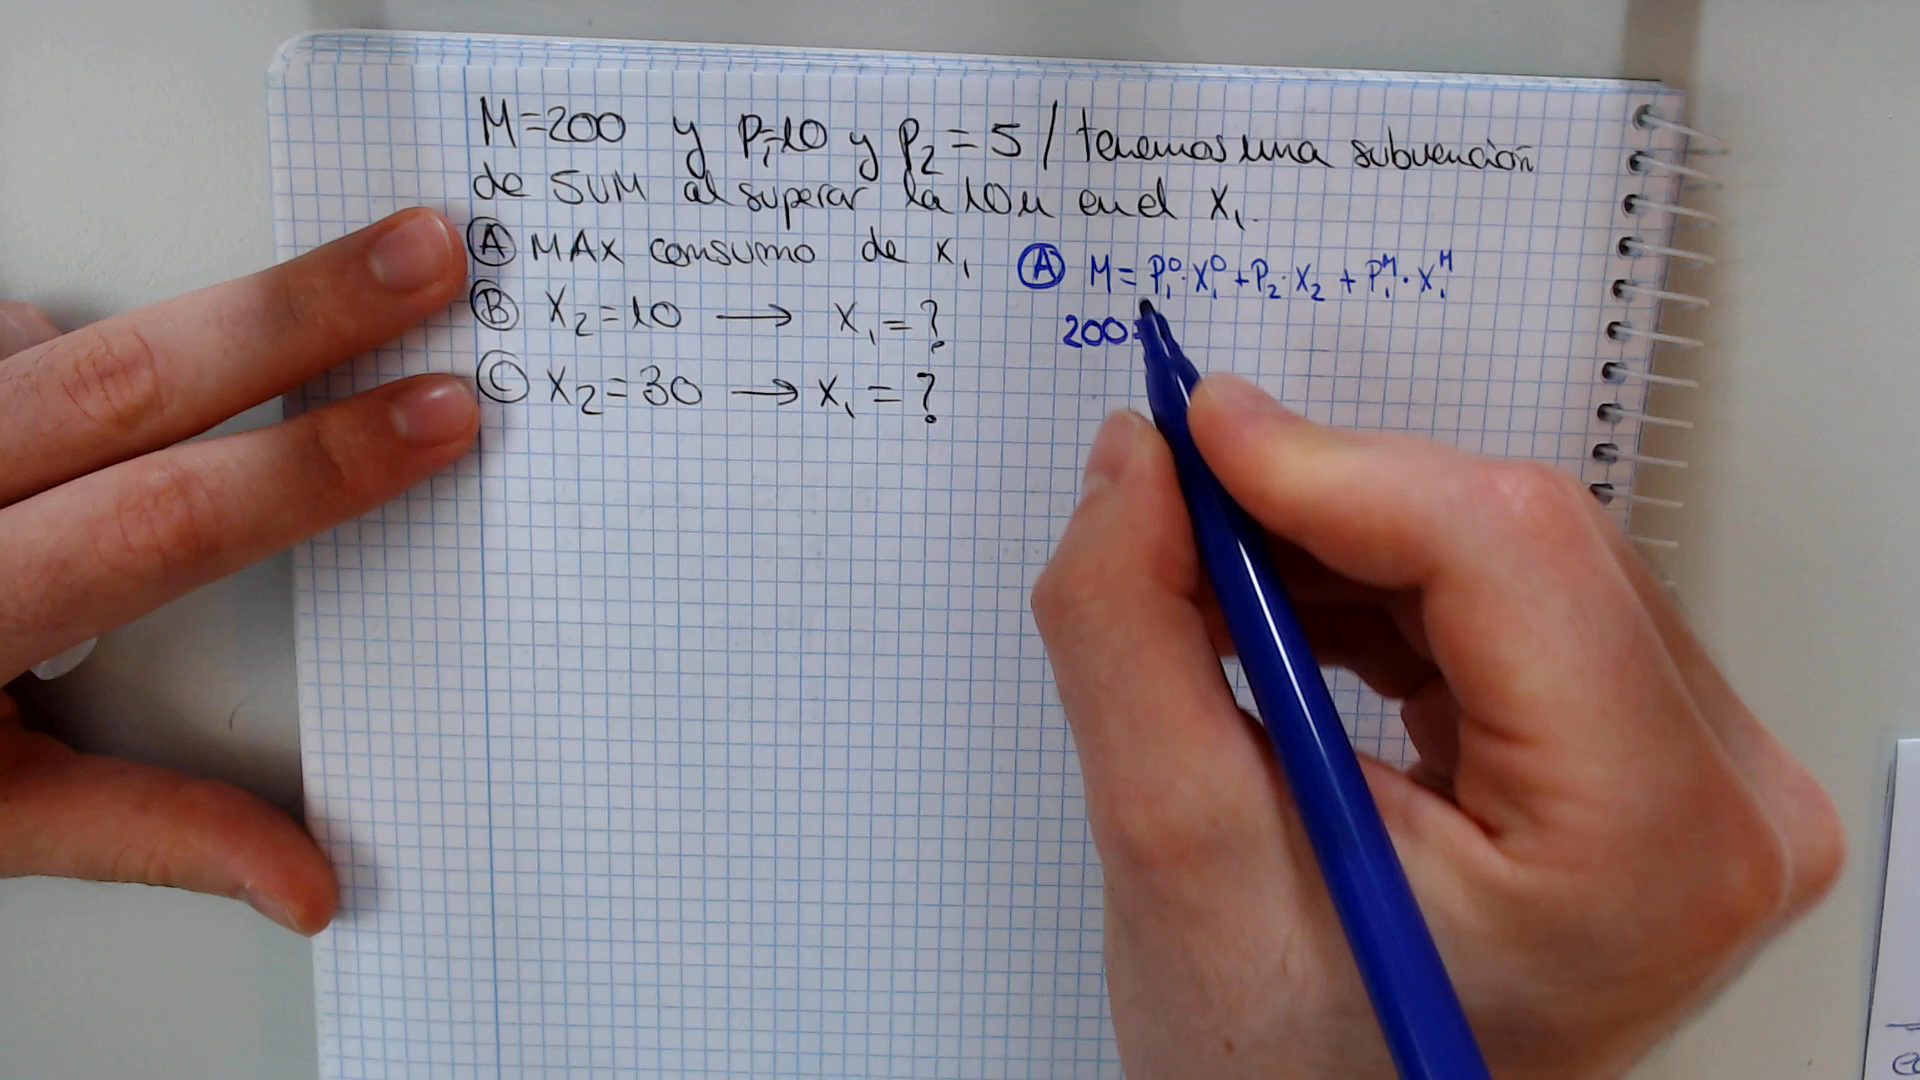 M=200 y P₁=10 y P₂=5 / tenemos una subvención
de 5UM al superar la 10u en el X₁.
Ⓐ MAX consumo de X₁
Ⓑ X₂=10 → X₁=?
Ⓒ X₂=30 → X₁=?
Ⓐ M=P₁⁰·X₁⁰+P₂·X₂+P₁ᴹ·X₁ᴹ
200=